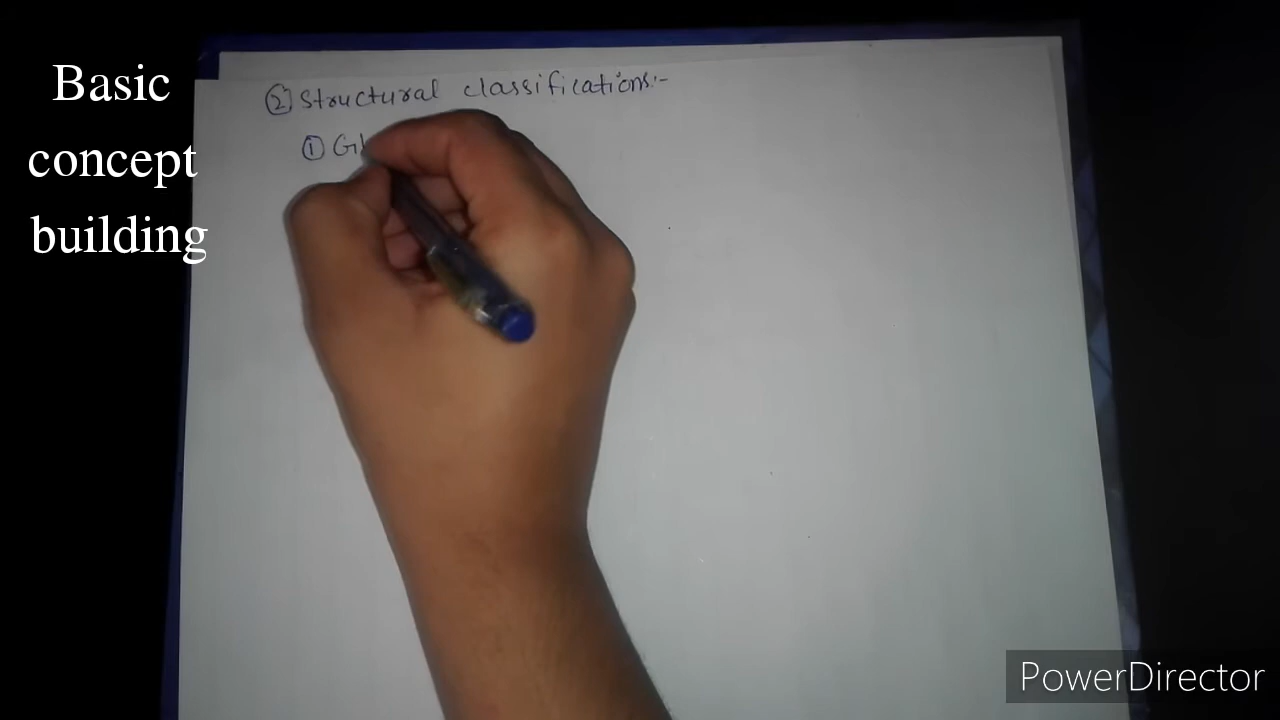 Basic
concept
building
② Structural classifications:-
①
PowerDirector